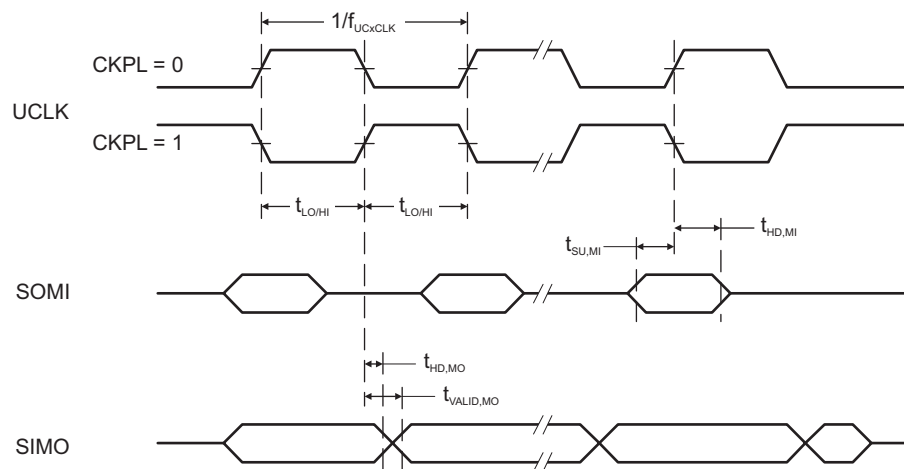 1/fUCxCLK
CKPL = 0
UCLK
CKPL = 1
tLO/HI tLO/HI
tHD,MI
tSU,MI
SOMI
tHD,MO
tVALID,MO
SIMO